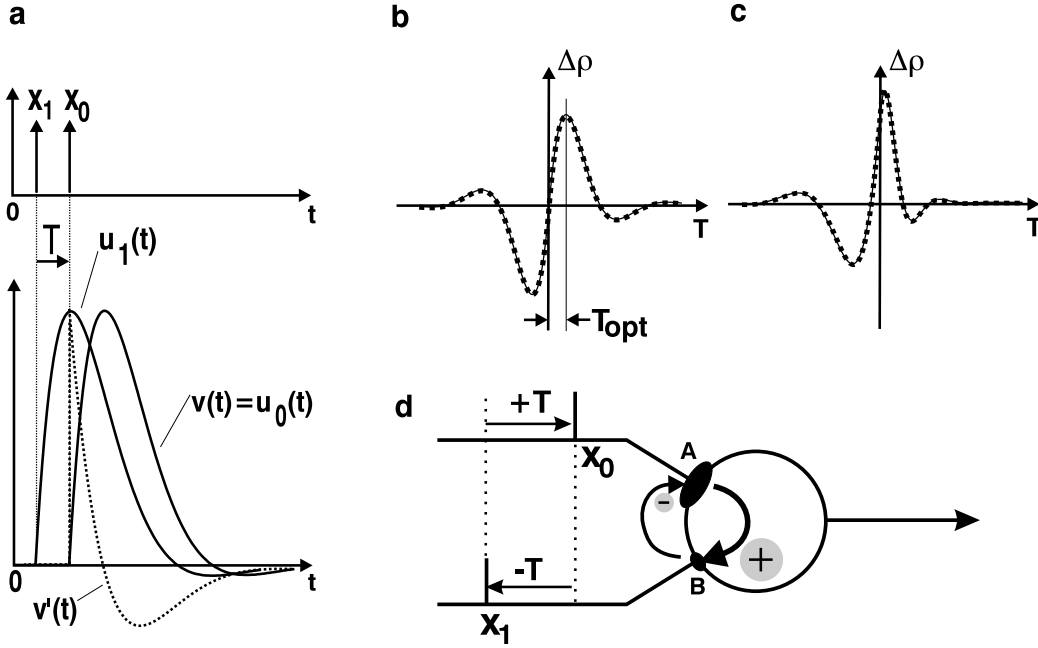 a
x1 x0
0 t
T
u1(t)
v(t)=u0(t)
0 t
v'(t)
b
Δρ
T
Topt
c
Δρ
T
d
+T
x0
A
-
+
B
-T
x1